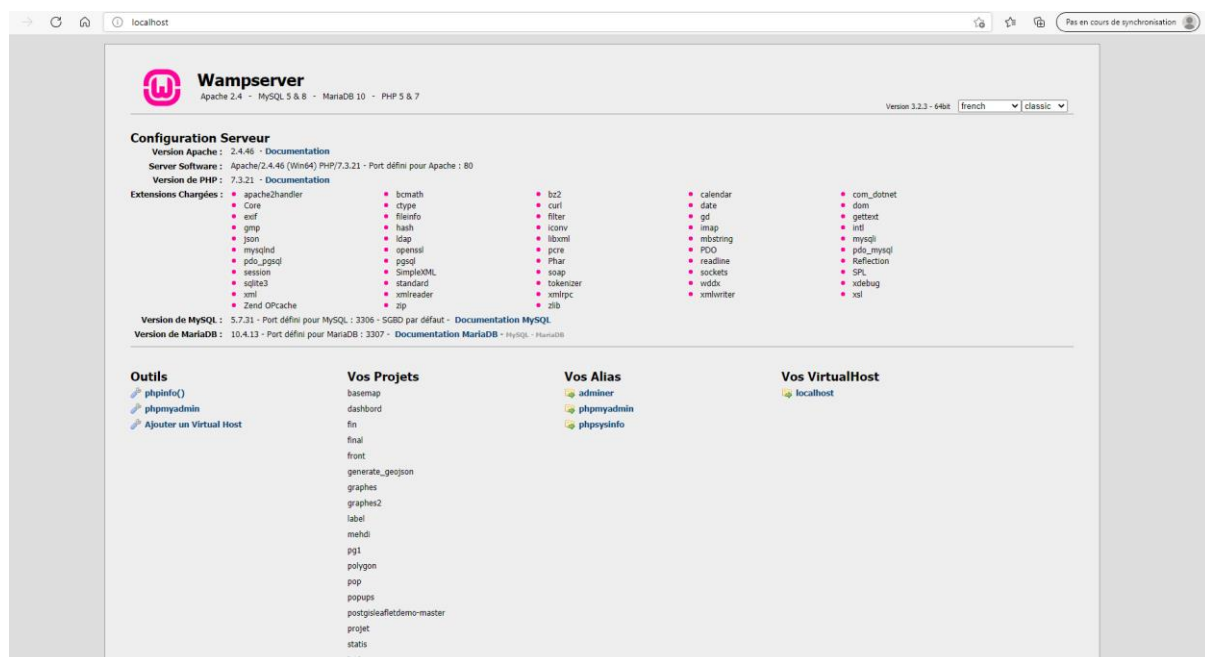 localhost
Pas en cours de synchronisation
Wampserver
Apache 2.4 - MySQL 5 & 8 - MariaDB 10 - PHP 5 & 7
Version 3.2.3 - 64bit french classic
Configuration Serveur
Version Apache : 2.4.46 - Documentation
Server Software : Apache/2.4.46 (Win64) PHP/7.3.21 - Port défini pour Apache : 80
Version de PHP : 7.3.21 - Documentation
Extensions Chargées : apache2handler bcmath bz2 calendar com_dotnet
Core ctype curl date dom
exif fileinfo filter gd gettext
gmp hash iconv imap intl
json ldap libxml mbstring mysqli
mysqlnd openssl pcre PDO pdo_mysql
pdo_pgsql pgsql Phar readline Reflection
session SimpleXML soap sockets SPL
sqlite3 standard tokenizer wddx xdebug
xml xmlreader xmlrpc xmlwriter xsl
Zend OPcache zip zlib
Version de MySQL : 5.7.31 - Port défini pour MySQL : 3306 - SGBD par défaut - Documentation MySQL
Version de MariaDB : 10.4.13 - Port défini pour MariaDB : 3307 - Documentation MariaDB - MySQL - MariaDB
Outils
phpinfo()
phpmyadmin
Ajouter un Virtual Host
Vos Projets
basemap
dashbord
fin
final
front
generate_geojson
graphes
graphes2
label
mehdi
pg1
polygon
pop
popups
postgisleafletdemo-master
projet
statis
Vos Alias
adminer
phpmyadmin
phpsysinfo
Vos VirtualHost
localhost